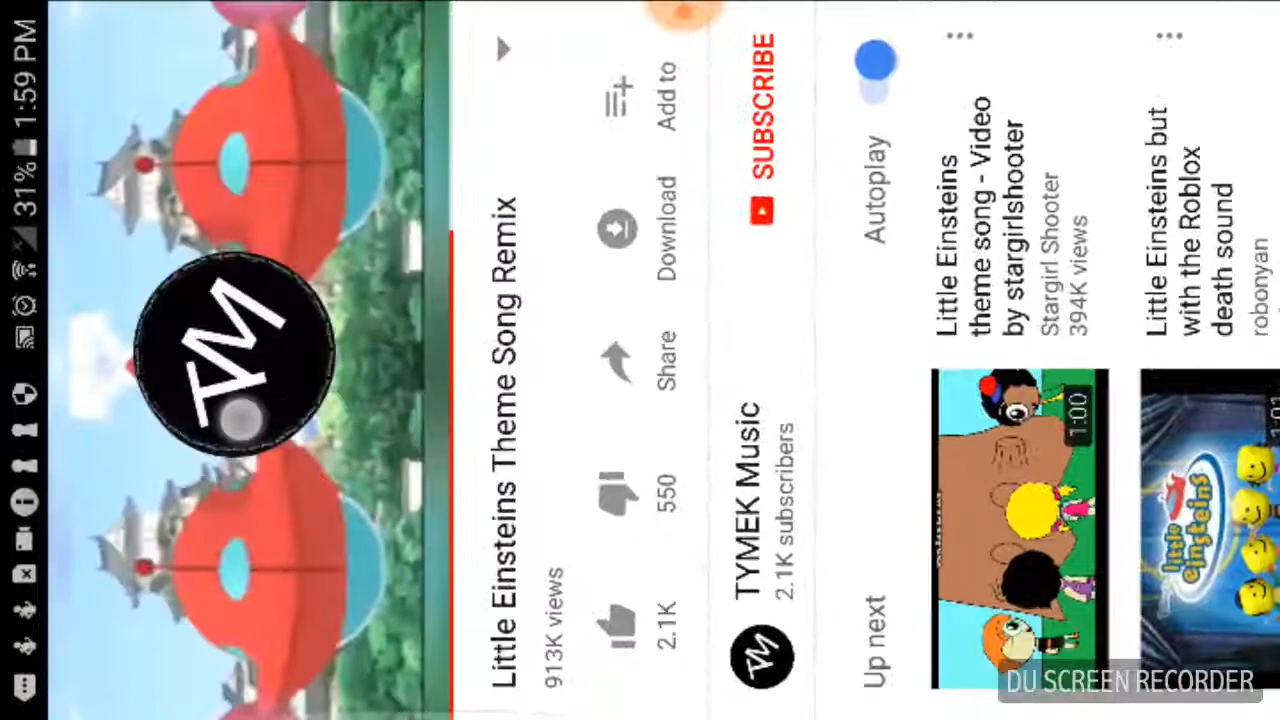 31% 1:59 PM
TM
Little Einsteins Theme Song Remix
913K views
2.1K
550
Share
Download
Add to
TM
TYMEK Music
2.1K subscribers
SUBSCRIBE
Up next
Autoplay
1:00
Little Einsteins
theme song - Video
by stargirlshooter
Stargirl Shooter
394K views
little
einsteins
Little Einsteins but
with the Roblox
death sound
robonyan
DU SCREEN RECORDER